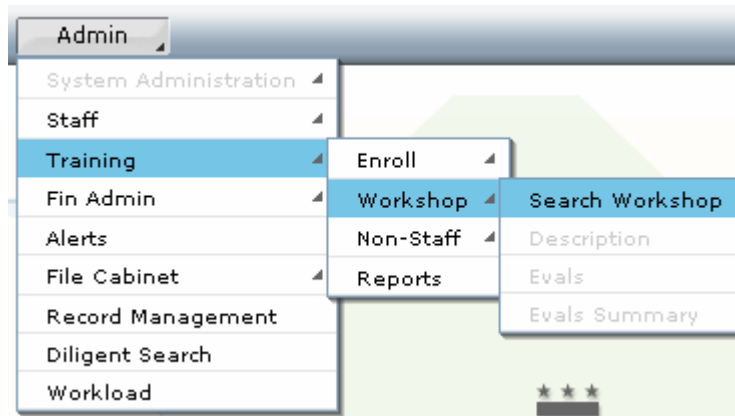 Admin
System Administration
Staff
Training
Fin Admin
Alerts
File Cabinet
Record Management
Diligent Search
Workload
Enroll
Workshop
Non-Staff
Reports
Search Workshop
Description
Evals
Evals Summary